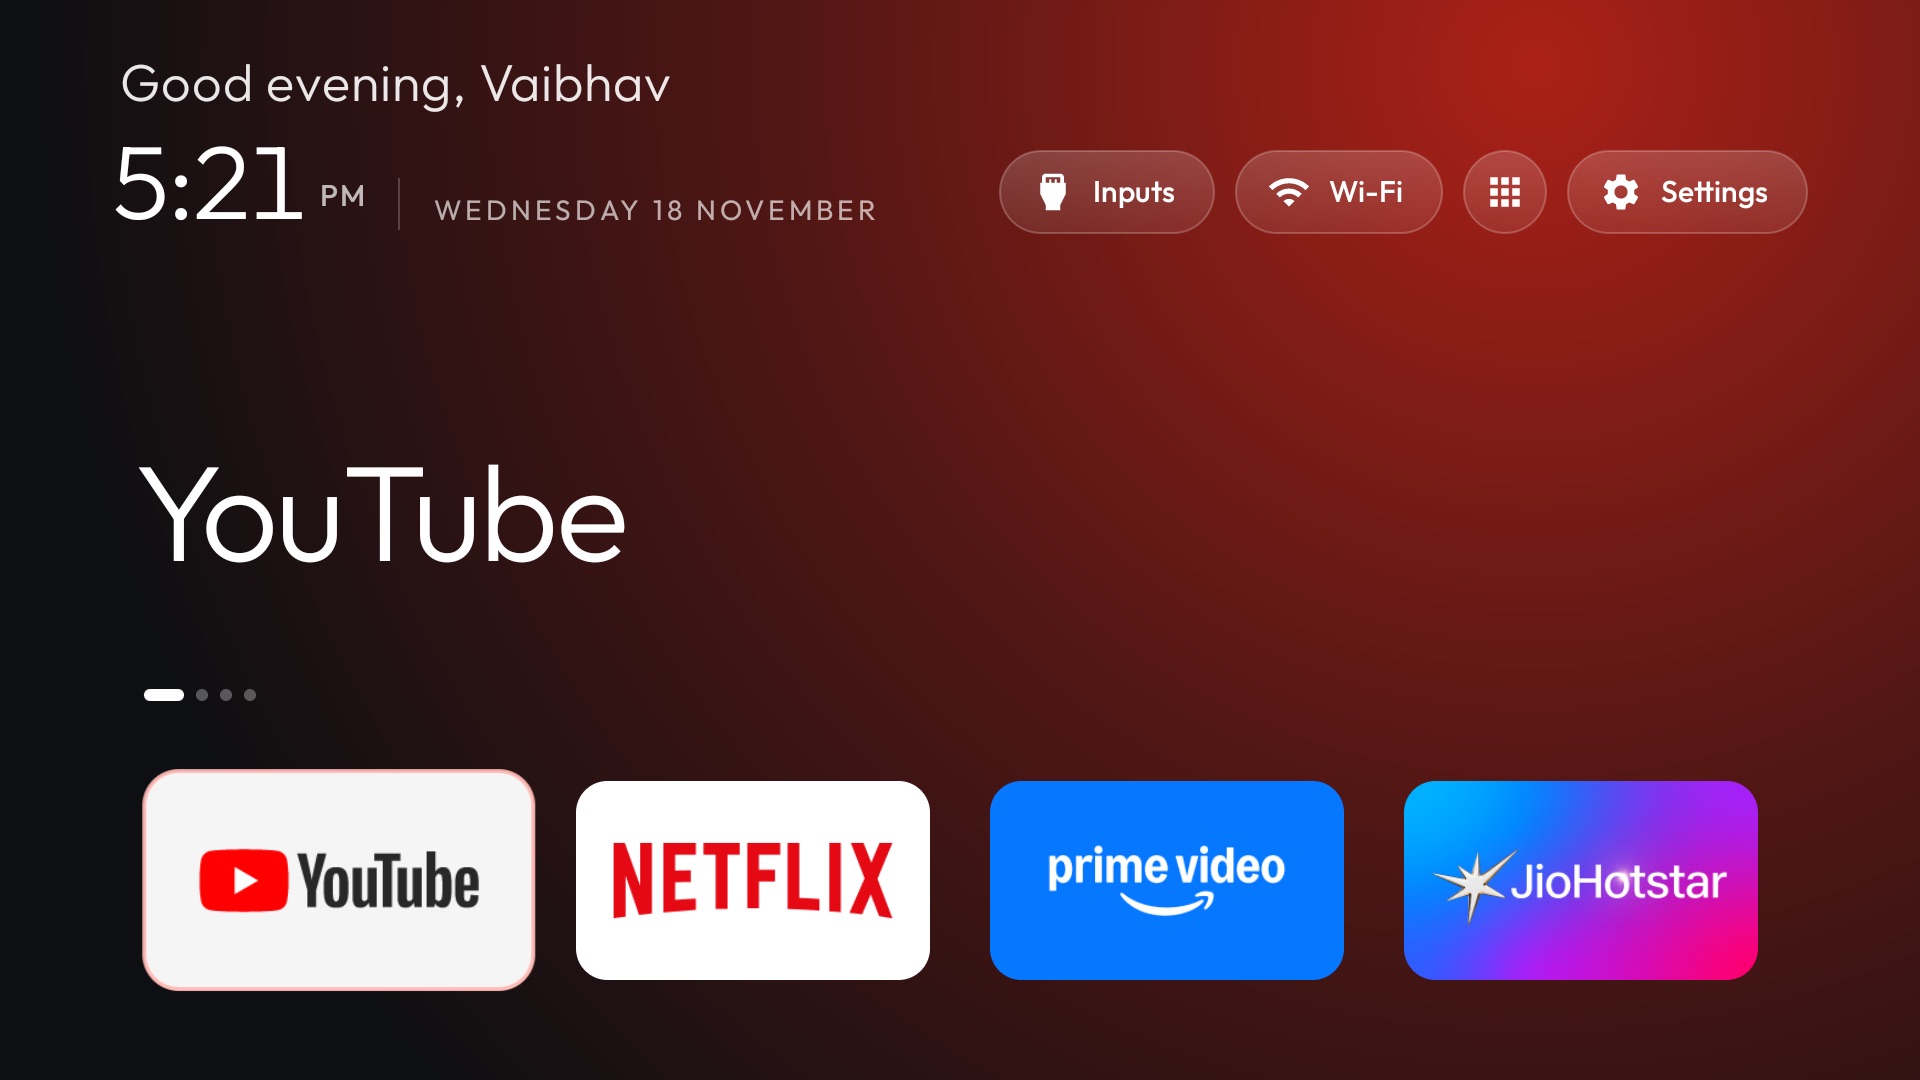 Good evening, Vaibhav
5:21 PM
WEDNESDAY 18 NOVEMBER
Inputs
Wi-Fi
Settings
YouTube
YouTube
NETFLIX
prime video
JioHotstar